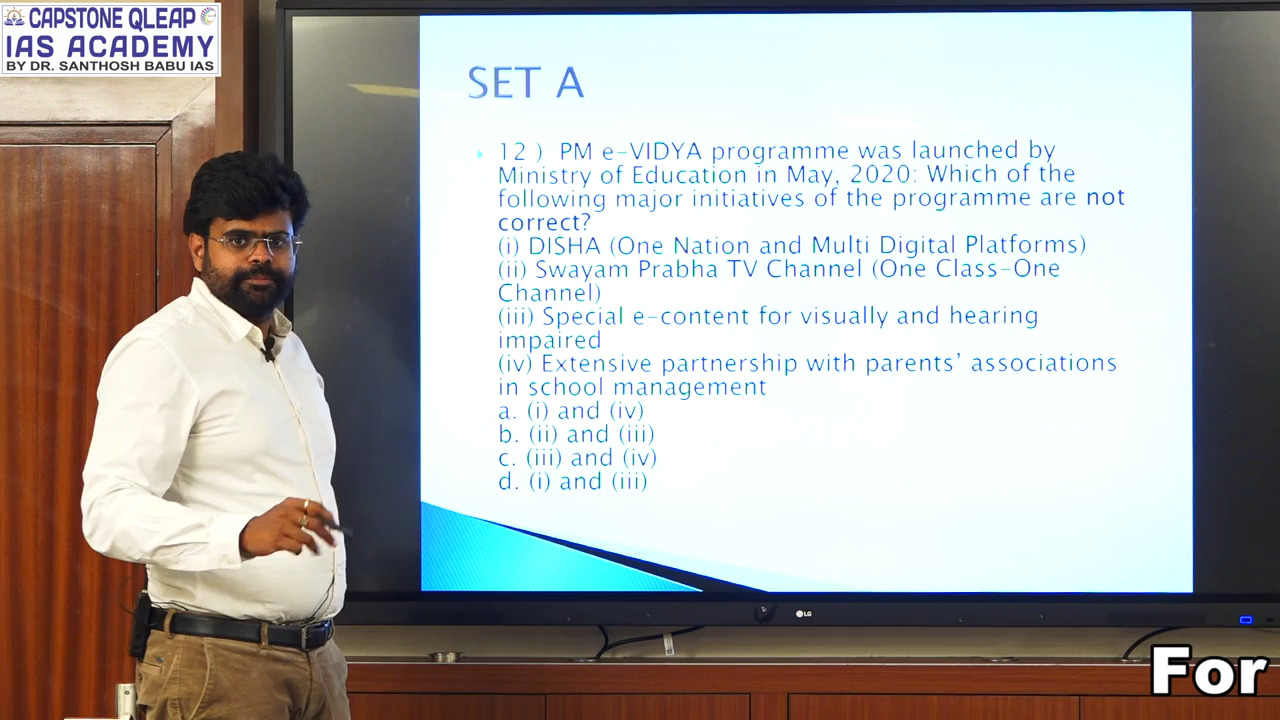 CAPSTONE QLEAP
IAS ACADEMY
BY DR. SANTHOSH BABU IAS
SET A
12 ) PM e-VIDYA programme was launched by
Ministry of Education in May, 2020: Which of the
following major initiatives of the programme are not
correct?
(i) DISHA (One Nation and Multi Digital Platforms)
(ii) Swayam Prabha TV Channel (One Class-One
Channel)
(iii) Special e-content for visually and hearing
impaired
(iv) Extensive partnership with parents' associations
in school management
a. (i) and (iv)
b. (ii) and (iii)
c. (iii) and (iv)
d. (i) and (iii)
LG
For